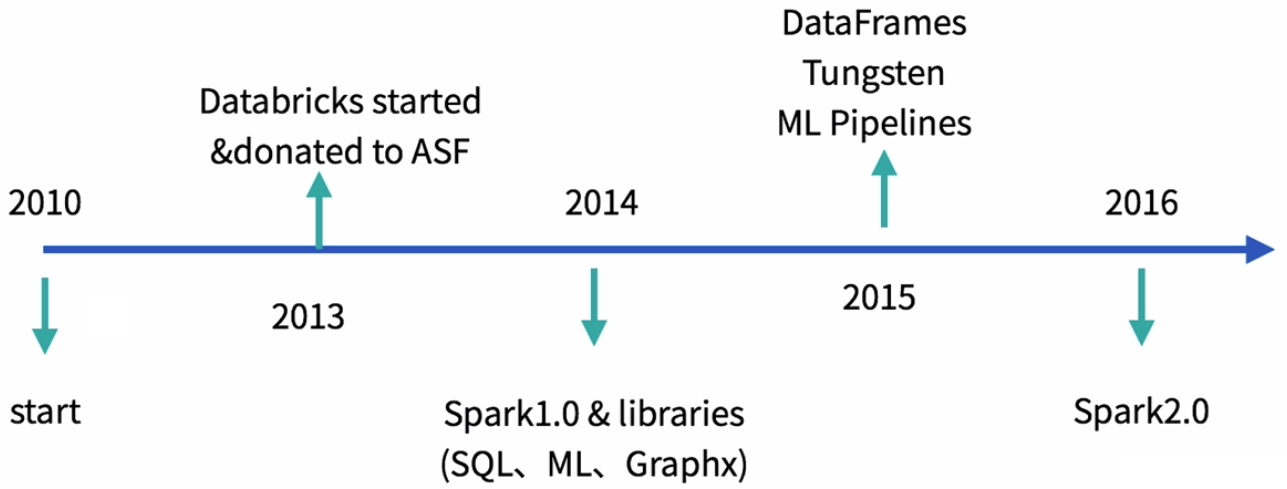 DataFrames
Tungsten
ML Pipelines
Databricks started
&donated to ASF
2010
2014
2016
2013
2015
start
Spark1.0 & libraries
(SQL、ML、Graphx)
Spark2.0